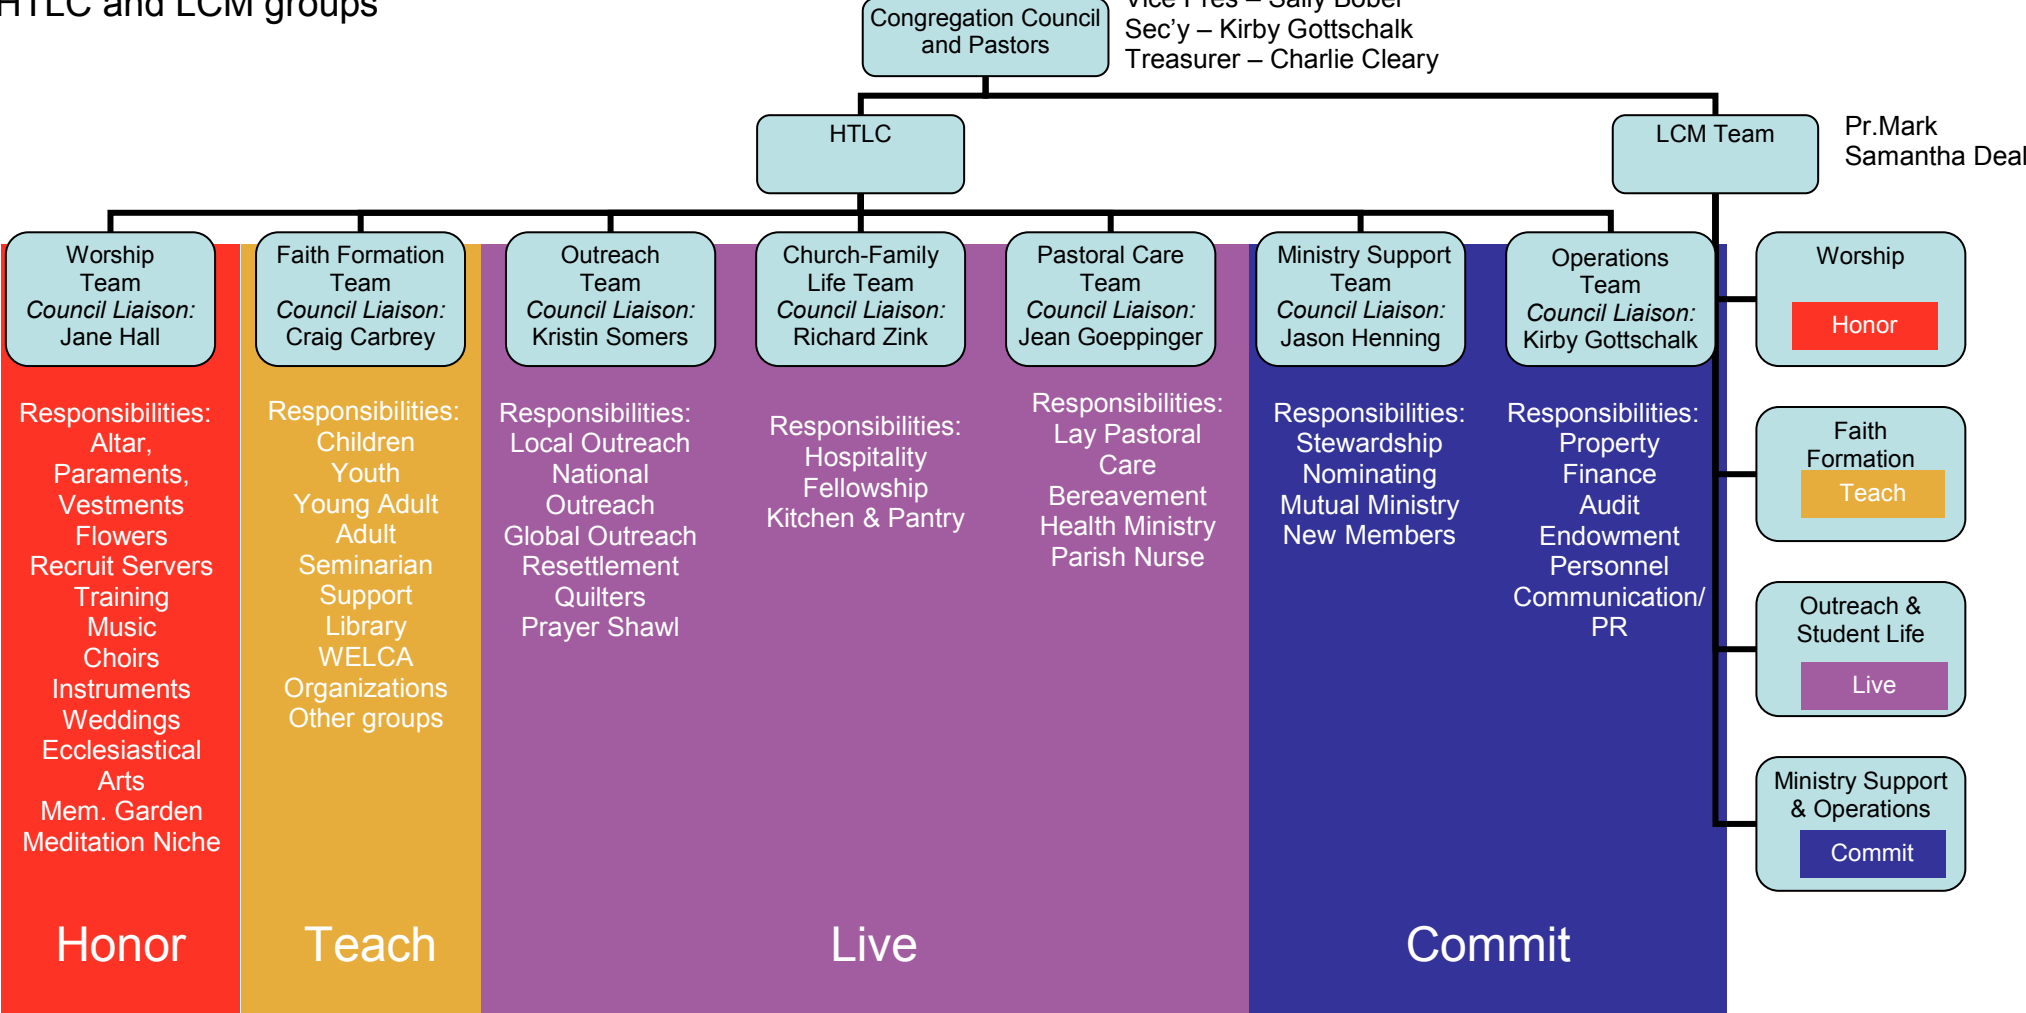 HTLC and LCM groups
Congregation Council
and Pastors
Vice Pres – Sally Bober
Sec’y – Kirby Gottschalk
Treasurer – Charlie Cleary
HTLC
LCM Team
Pr.Mark
Samantha Deal
Worship
Team
Council Liaison:
Jane Hall
Faith Formation
Team
Council Liaison:
Craig Carbrey
Outreach
Team
Council Liaison:
Kristin Somers
Church-Family
Life Team
Council Liaison:
Richard Zink
Pastoral Care
Team
Council Liaison:
Jean Goeppinger
Ministry Support
Team
Council Liaison:
Jason Henning
Operations
Team
Council Liaison:
Kirby Gottschalk
Responsibilities:
Altar,
Paraments,
Vestments
Flowers
Recruit Servers
Training
Music
Choirs
Instruments
Weddings
Ecclesiastical
Arts
Mem. Garden
Meditation Niche
Responsibilities:
Children
Youth
Young Adult
Adult
Seminarian
Support
Library
WELCA
Organizations
Other groups
Responsibilities:
Local Outreach
National
Outreach
Global Outreach
Resettlement
Quilters
Prayer Shawl
Responsibilities:
Hospitality
Fellowship
Kitchen & Pantry
Responsibilities:
Lay Pastoral
Care
Bereavement
Health Ministry
Parish Nurse
Responsibilities:
Stewardship
Nominating
Mutual Ministry
New Members
Responsibilities:
Property
Finance
Audit
Endowment
Personnel
Communication/
PR
Worship
Honor
Faith
Formation
Teach
Outreach &
Student Life
Live
Ministry Support
& Operations
Commit
Honor
Teach
Live
Commit